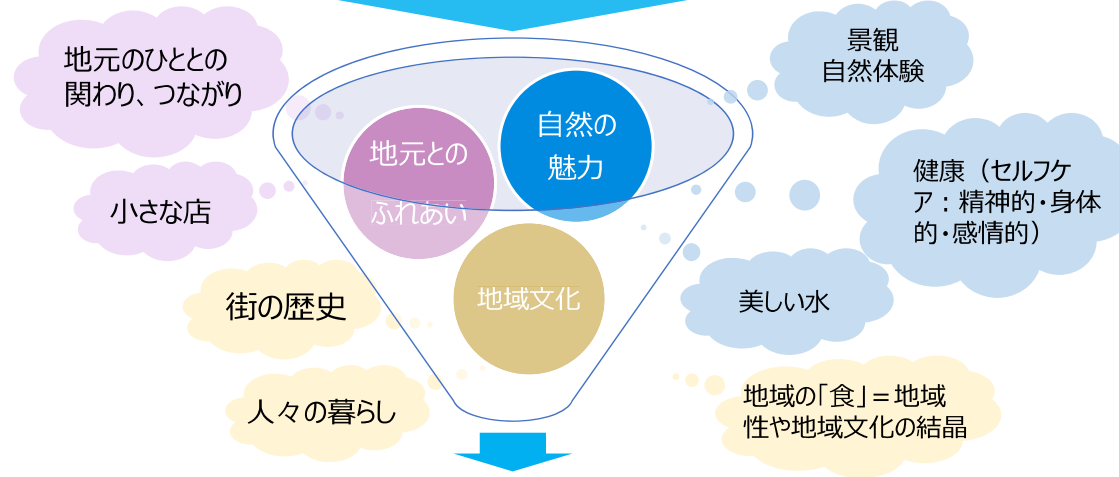 地元のひととの
関わり、つながり
景観
自然体験
自然の
魅力
地元との
ふれあい
健康（セルフケ
ア：精神的・身体
的・感情的）
小さな店
街の歴史
地域文化
美しい水
人々の暮らし
地域の「食」＝地域
性や地域文化の結晶